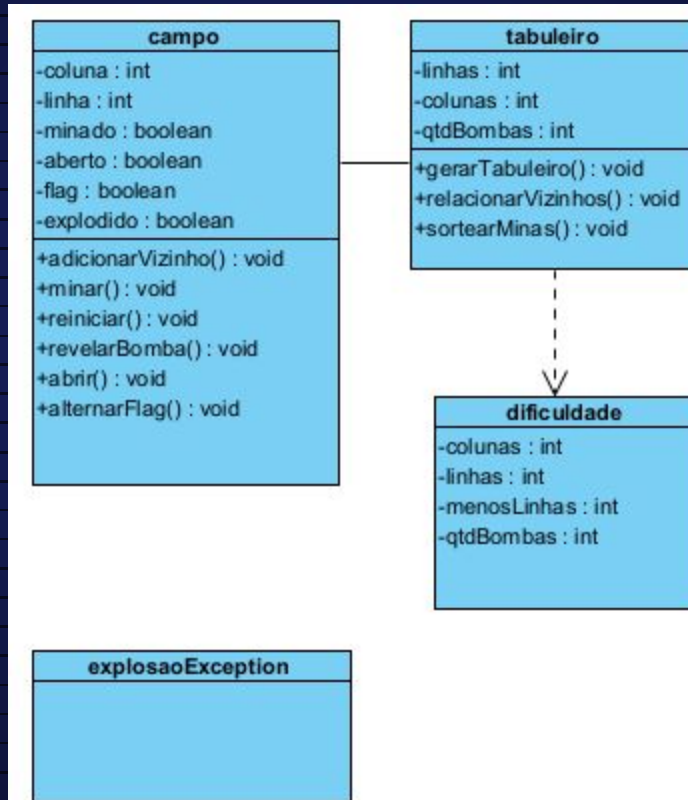 campo
-coluna : int
-linha : int
-minado : boolean
-aberto : boolean
-flag : boolean
-explodido : boolean
+adicionarVizinho() : void
+minar() : void
+reiniciar() : void
+revelarBomba() : void
+abrir() : void
+alternarFlag() : void
tabuleiro
-linhas : int
-colunas : int
-qtdBombas : int
+gerarTabuleiro() : void
+relacionarVizinhos() : void
+sortearMinas() : void
dificuldade
-colunas : int
-linhas : int
-menosLinhas : int
-qtdBombas : int
explosaoException